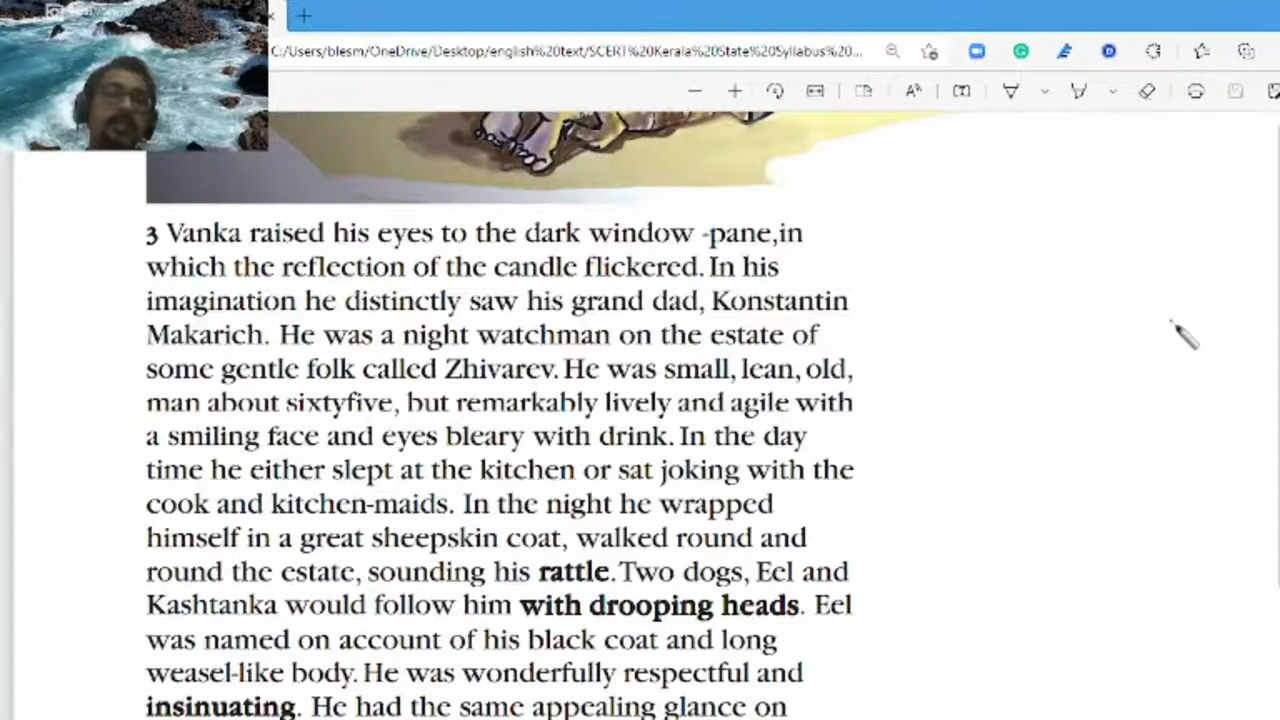 C:/Users/blesm/OneDrive/Desktop/english%20text/SCERT%20Kerala%20State%20Syllabus%20...
3 Vanka raised his eyes to the dark window -pane,in
which the reflection of the candle flickered. In his
imagination he distinctly saw his grand dad, Konstantin
Makarich. He was a night watchman on the estate of
some gentle folk called Zhivarev. He was small, lean, old,
man about sixtyfive, but remarkably lively and agile with
a smiling face and eyes bleary with drink. In the day
time he either slept at the kitchen or sat joking with the
cook and kitchen-maids. In the night he wrapped
himself in a great sheepskin coat, walked round and
round the estate, sounding his rattle. Two dogs, Eel and
Kashtanka would follow him with drooping heads. Eel
was named on account of his black coat and long
weasel-like body. He was wonderfully respectful and
insinuating. He had the same appealing glance on